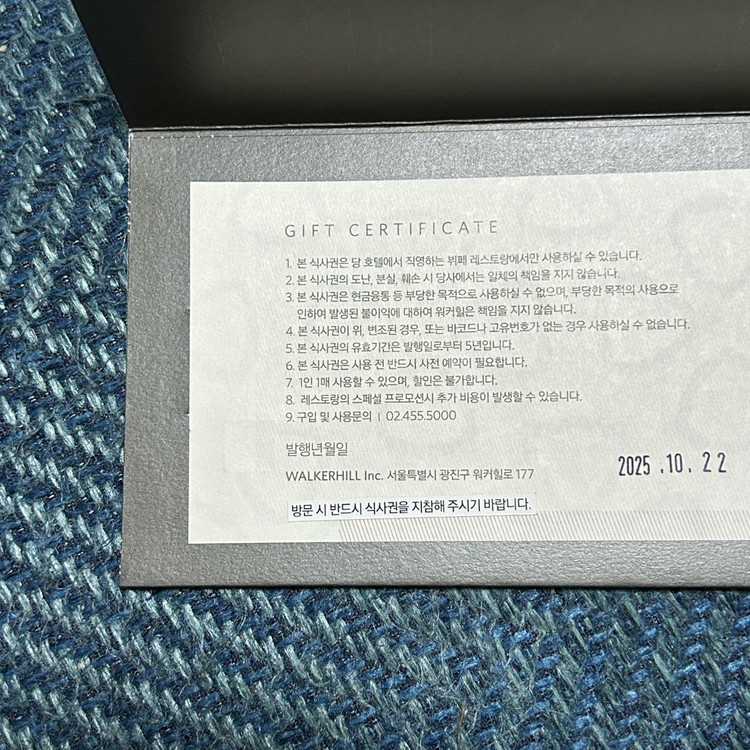 GIFT CERTIFICATE
1. 본 식사권은 당 호텔에서 직영하는 뷔페 레스토랑에서만 사용하실 수 있습니다.
2. 본 식사권의 도난, 분실, 훼손 시 당사에서는 일체의 책임을 지지 않습니다.
3. 본 식사권은 현금융통 등 부당한 목적으로 사용하실 수 없으며, 부당한 목적의 사용으로
인하여 발생된 불이익에 대하여 워커힐은 책임을 지지 않습니다.
4. 본 식사권이 위, 변조된 경우, 또는 바코드나 고유번호가 없는 경우 사용하실 수 없습니다.
5. 본 식사권의 유효기간은 발행일로부터 5년입니다.
6. 본 식사권은 사용 전 반드시 사전 예약이 필요합니다.
7. 1인 1매 사용할 수 있으며, 할인은 불가합니다.
8. 레스토랑의 스페셜 프로모션시 추가 비용이 발생할 수 있습니다.
9. 구입 및 사용문의 | 02.455.5000
발행년월일
WALKERHILL Inc. 서울특별시 광진구 워커힐로 177
2025 .10. 22
방문 시 반드시 식사권을 지참해 주시기 바랍니다.